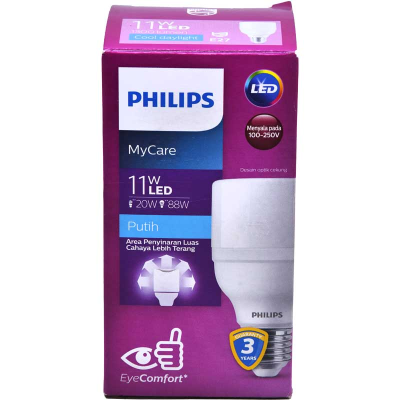 11W
LED
Cool daylight
E27
PHILIPS
LED
Menyala pada
100-250V
MyCare
11W
LED
20W 88W
Putih
Area Penyinaran Luas
Cahaya Lebih Terang
PHILIPS
3
YEARS
EyeComfort*